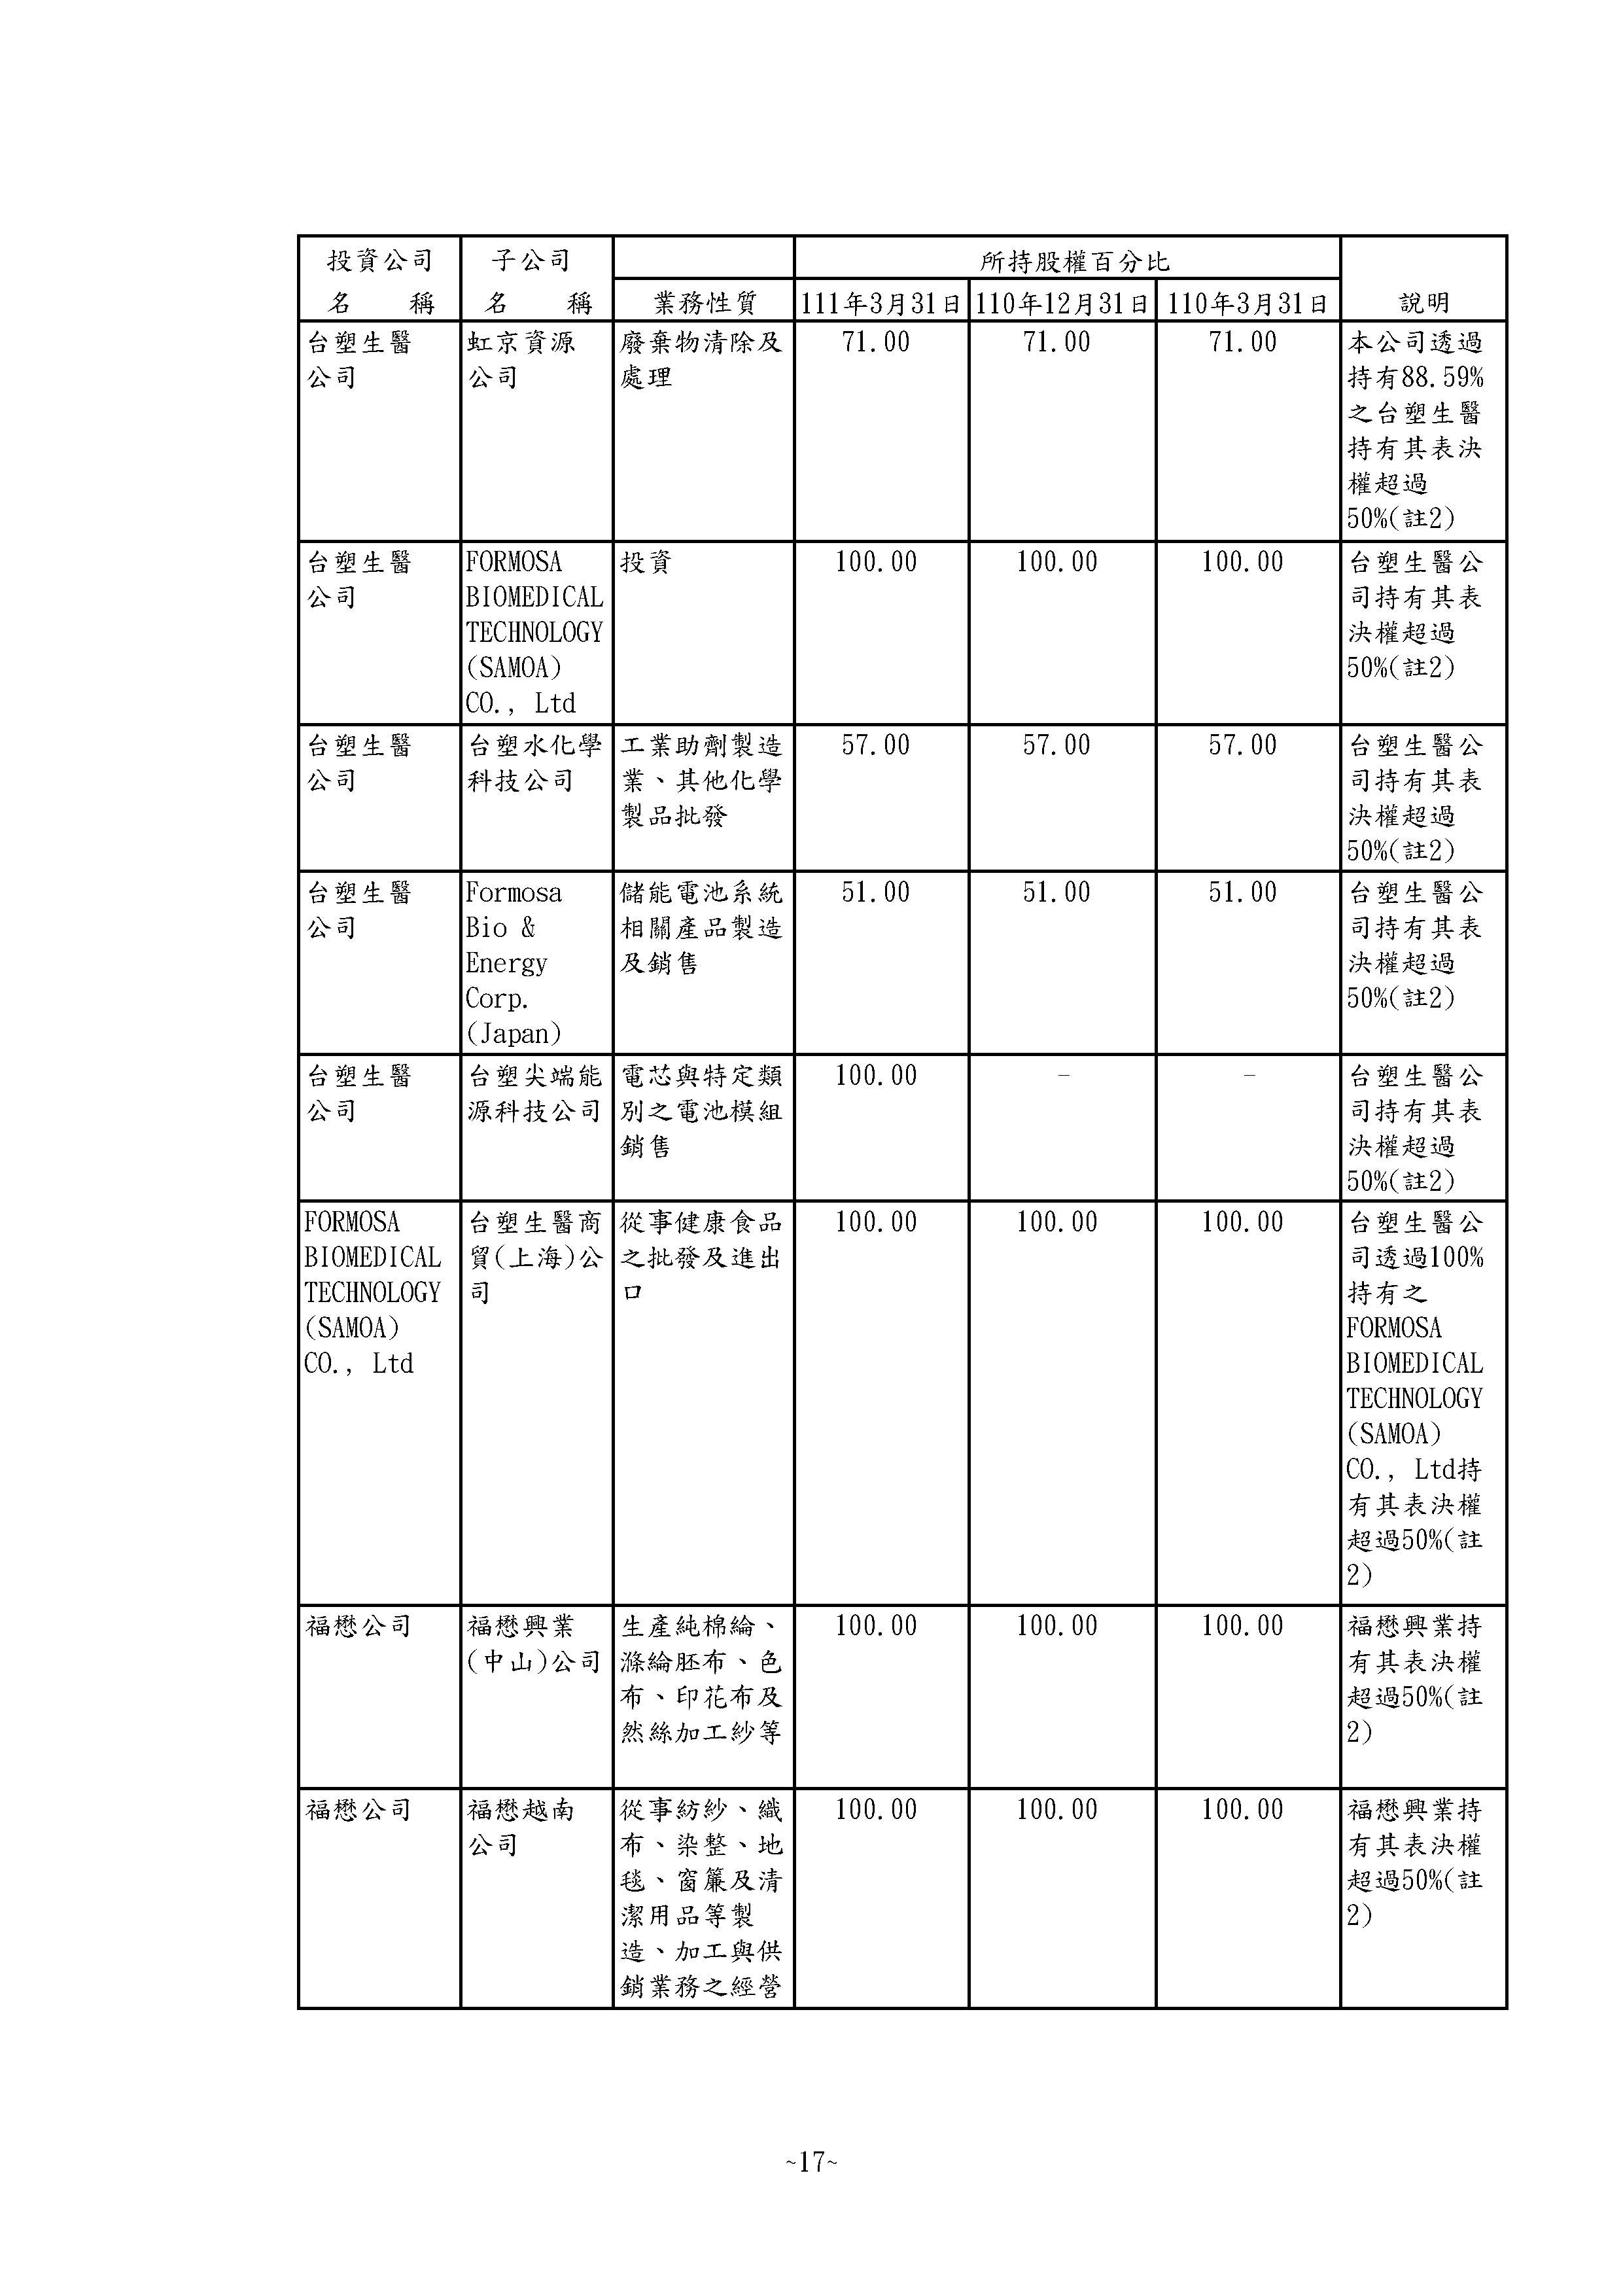 投資公司 子公司 所持股權百分比
名 稱 名 稱 業務性質 111年3月31日 110年12月31日 110年3月31日 說明
台塑生醫 虹京資源 廢棄物清除及 71.00 71.00 71.00 本公司透過
公司 公司 處理 持有88.59%
之台塑生醫
持有其表決
權超過
50%(註2)
台塑生醫 FORMOSA 投資 100.00 100.00 100.00 台塑生醫公
公司 BIOMEDICAL 司持有其表
TECHNOLOGY 決權超過
(SAMOA) 50%(註2)
CO., Ltd
台塑生醫 台塑水化學 工業助劑製造 57.00 57.00 57.00 台塑生醫公
公司 科技公司 業、其他化學 司持有其表
製品批發 決權超過
50%(註2)
台塑生醫 Formosa 儲能電池系統 51.00 51.00 51.00 台塑生醫公
公司 Bio & 相關產品製造 司持有其表
Energy 及銷售 決權超過
Corp. 50%(註2)
(Japan)
台塑生醫 台塑尖端能 電芯與特定類 100.00 - - 台塑生醫公
公司 源科技公司 別之電池模組 司持有其表
銷售 決權超過
50%(註2)
FORMOSA 台塑生醫商 從事健康食品 100.00 100.00 100.00 台塑生醫公
BIOMEDICAL 貿(上海)公 之批發及進出 司透過100%
TECHNOLOGY 司 口 持有之
(SAMOA) FORMOSA
CO., Ltd BIOMEDICAL
TECHNOLOGY
(SAMOA)
CO., Ltd持
有其表決權
超過50%(註
2)
福懋公司 福懋興業 生產純棉綸、 100.00 100.00 100.00 福懋興業持
(中山)公司 滌綸胚布、色 有其表決權
布、印花布及 超過50%(註
然絲加工紗等 2)
福懋公司 福懋越南 從事紡紗、織 100.00 100.00 100.00 福懋興業持
公司 布、染整、地 有其表決權
毯、窗簾及清 超過50%(註
潔用品等製 2)
造、加工與供
銷業務之經營
~17~